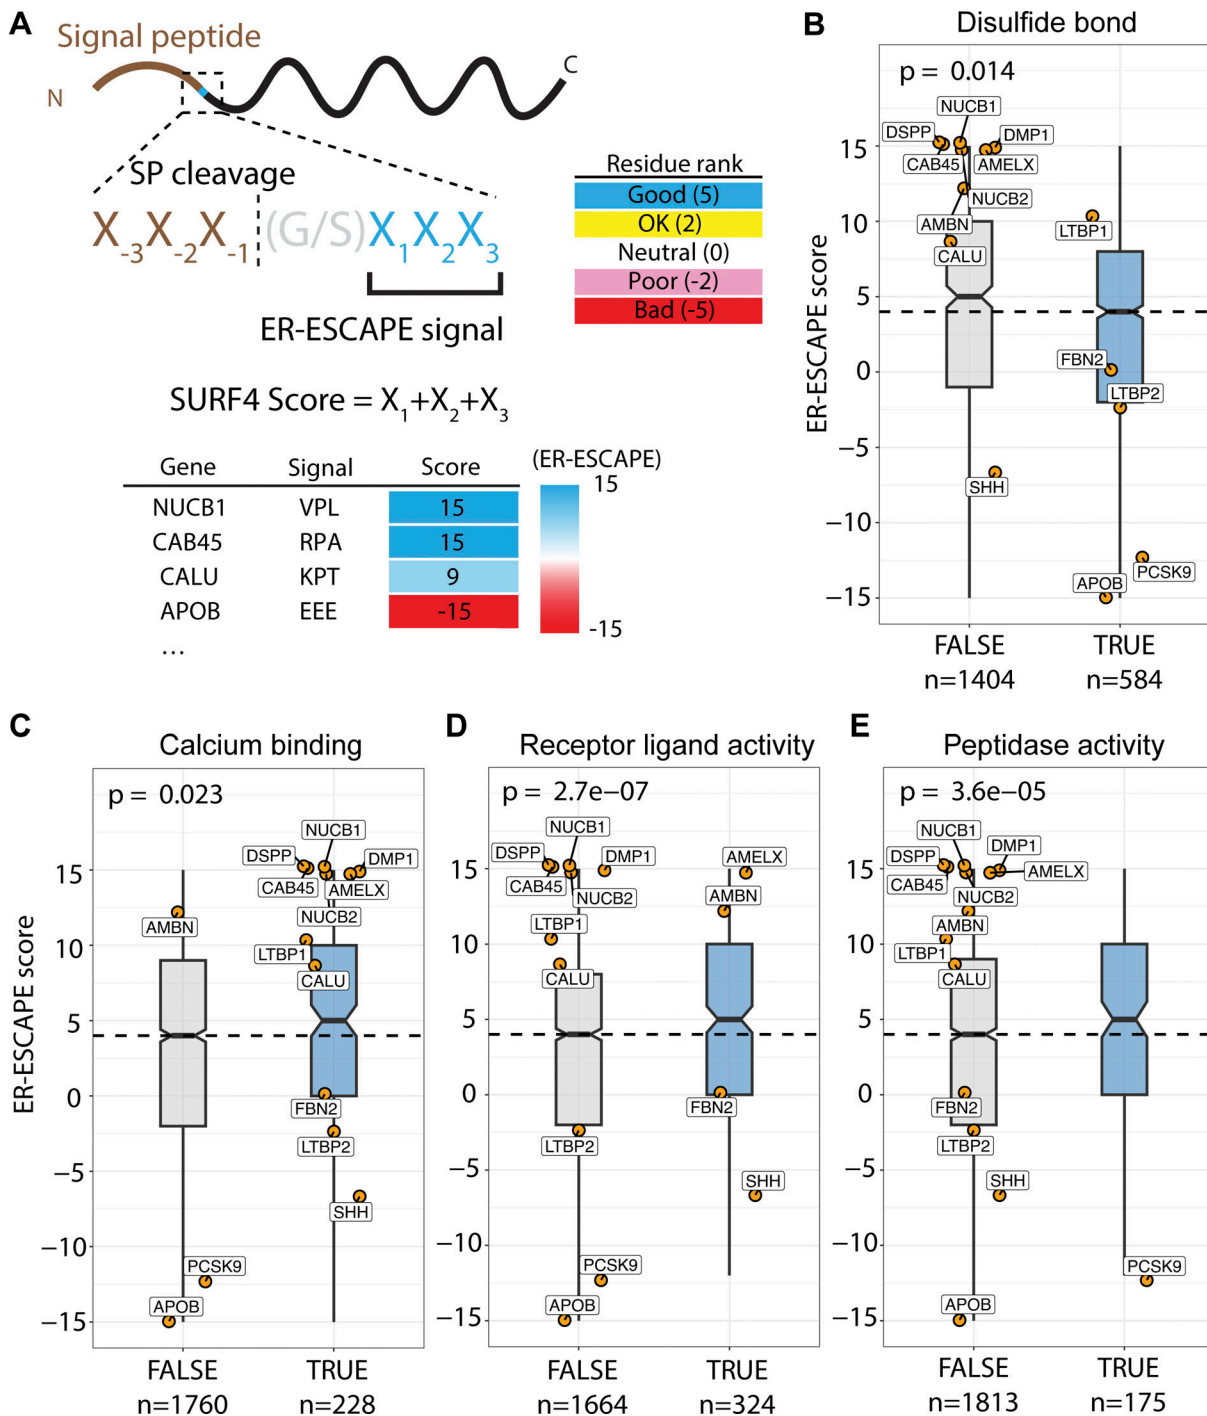 A
Signal peptide
N
C
SP cleavage
X-3X-2X-1 (G/S)X1X2X3
ER-ESCAPE signal
Residue rank
Good (5)
OK (2)
Neutral (0)
Poor (-2)
Bad (-5)
SURF4 Score = X1+X2+X3
Gene Signal Score
NUCB1 VPL 15
CAB45 RPA 15
CALU KPT 9
APOB EEE -15
...
(ER-ESCAPE)
15
-15
B
Disulfide bond
p = 0.014
ER-ESCAPE score
15
10
5
0
−5
−10
−15
NUCB1
DSPP
DMP1
CAB45
AMELX
NUCB2
AMBN
CALU
LTBP1
FBN2
LTBP2
SHH
PCSK9
APOB
FALSE TRUE
n=1404 n=584
C
Calcium binding
p = 0.023
ER-ESCAPE score
15
10
5
0
−5
−10
−15
NUCB1
DSPP
DMP1
CAB45
AMELX
NUCB2
AMBN
LTBP1
CALU
FBN2
LTBP2
SHH
PCSK9
APOB
FALSE TRUE
n=1760 n=228
D
Receptor ligand activity
p = 2.7e−07
15
10
5
0
−5
−10
−15
NUCB1
DSPP
DMP1
AMELX
CAB45
NUCB2
AMBN
LTBP1
CALU
FBN2
LTBP2
SHH
PCSK9
APOB
FALSE TRUE
n=1664 n=324
E
Peptidase activity
p = 3.6e−05
15
10
5
0
−5
−10
−15
NUCB1
DSPP
DMP1
CAB45
AMELX
NUCB2
AMBN
LTBP1
CALU
FBN2
LTBP2
SHH
PCSK9
APOB
FALSE TRUE
n=1813 n=175